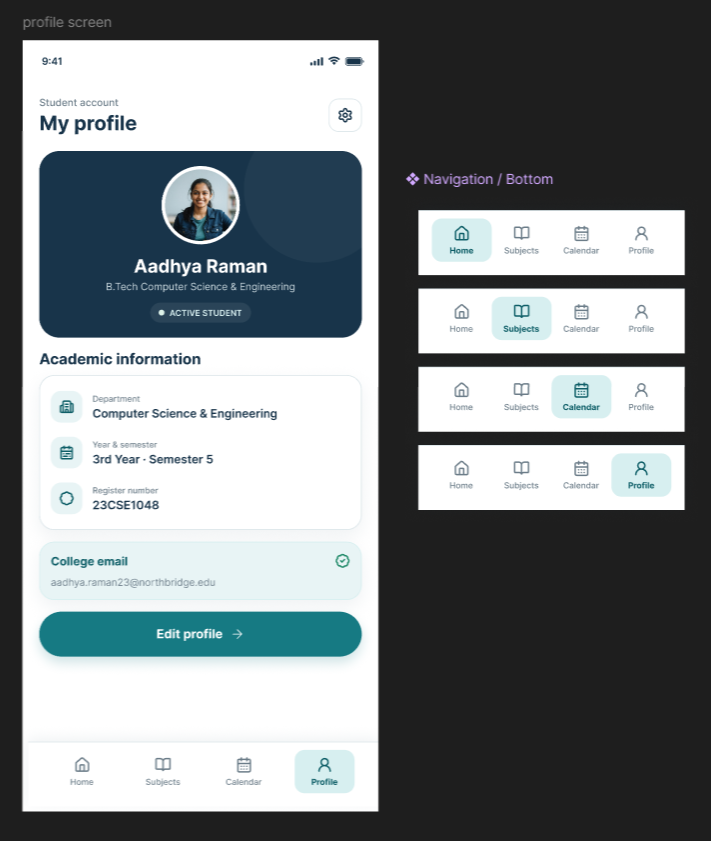 profile screen
9:41
Student account
My profile
Aadhya Raman
B.Tech Computer Science & Engineering
ACTIVE STUDENT
Academic information
Department
Computer Science & Engineering
Year & semester
3rd Year · Semester 5
Register number
23CSE1048
College email
aadhya.raman23@northbridge.edu
Edit profile →
Home Subjects Calendar Profile
Navigation / Bottom
Home Subjects Calendar Profile
Home Subjects Calendar Profile
Home Subjects Calendar Profile
Home Subjects Calendar Profile